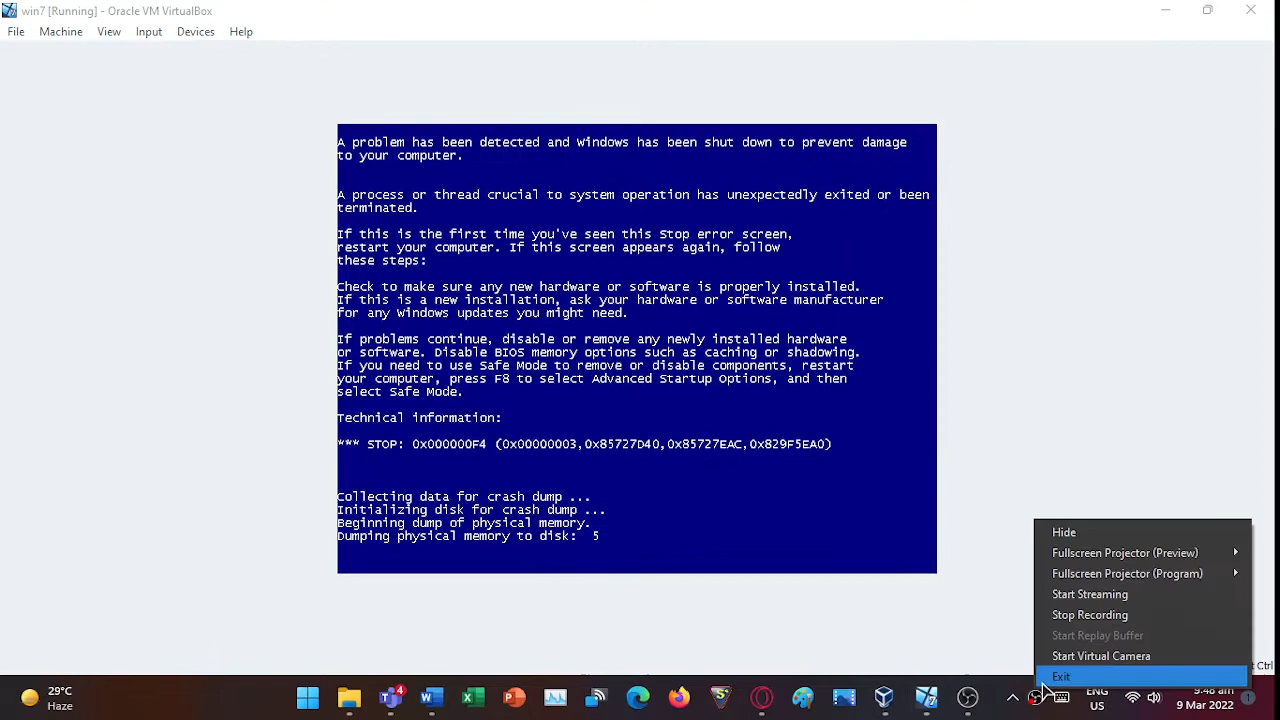 win7 [Running] - Oracle VM VirtualBox
File Machine View Input Devices Help
A problem has been detected and Windows has been shut down to prevent damage
to your computer.
A process or thread crucial to system operation has unexpectedly exited or been
terminated.
If this is the first time you've seen this Stop error screen,
restart your computer. If this screen appears again, follow
these steps:
Check to make sure any new hardware or software is properly installed.
If this is a new installation, ask your hardware or software manufacturer
for any Windows updates you might need.
If problems continue, disable or remove any newly installed hardware
or software. Disable BIOS memory options such as caching or shadowing.
If you need to use Safe Mode to remove or disable components, restart
your computer, press F8 to select Advanced Startup Options, and then
select Safe Mode.
Technical information:
*** STOP: 0x000000F4 (0x00000003,0x85727D40,0x85727EAC,0x829F5EA0)
Collecting data for crash dump ...
Initializing disk for crash dump ...
Beginning dump of physical memory.
Dumping physical memory to disk: 5
Hide
Fullscreen Projector (Preview)
Fullscreen Projector (Program)
Start Streaming
Stop Recording
Start Replay Buffer
Start Virtual Camera
Exit
Ctrl
29°C
Haze
4
ENG
US
9:48 am
9 Mar 2022
1